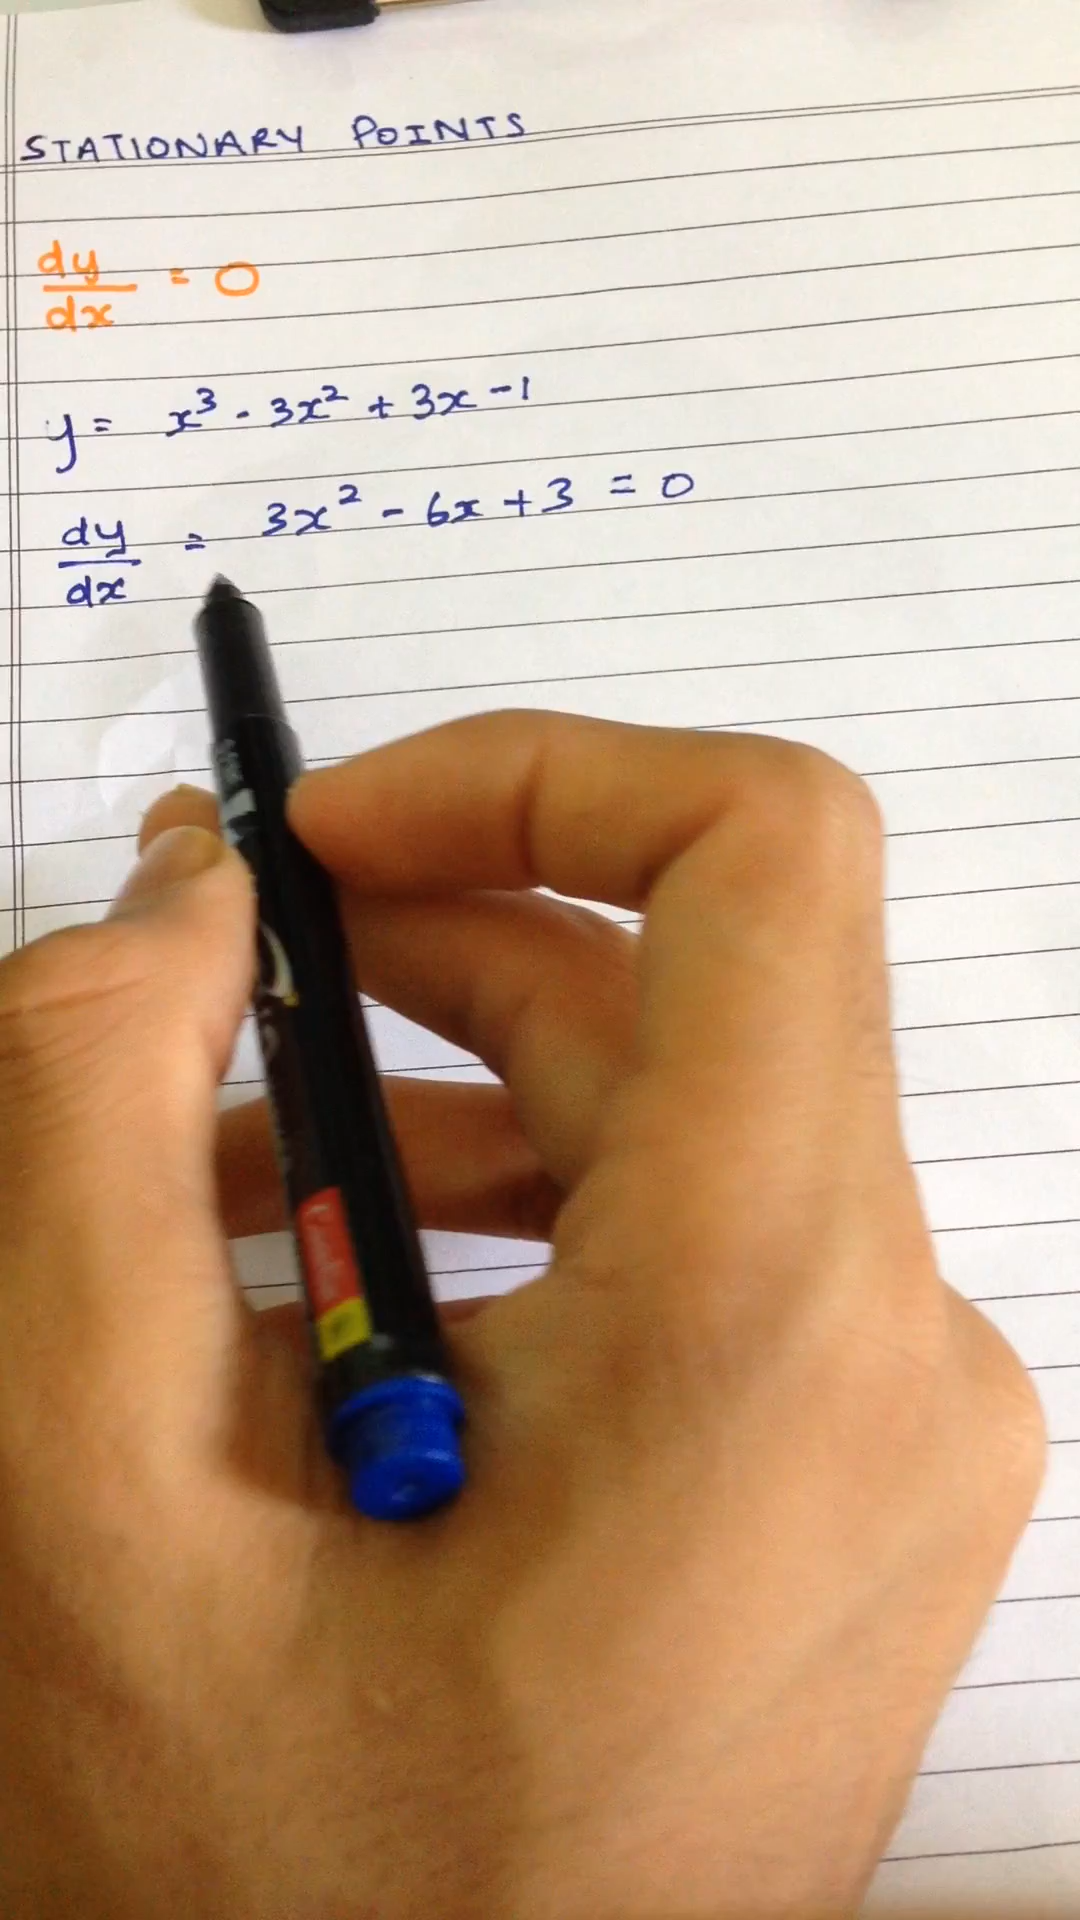 STATIONARY POINTS
dy/dx = 0
y = x³ - 3x² + 3x - 1
dy/dx = 3x² - 6x + 3 = 0